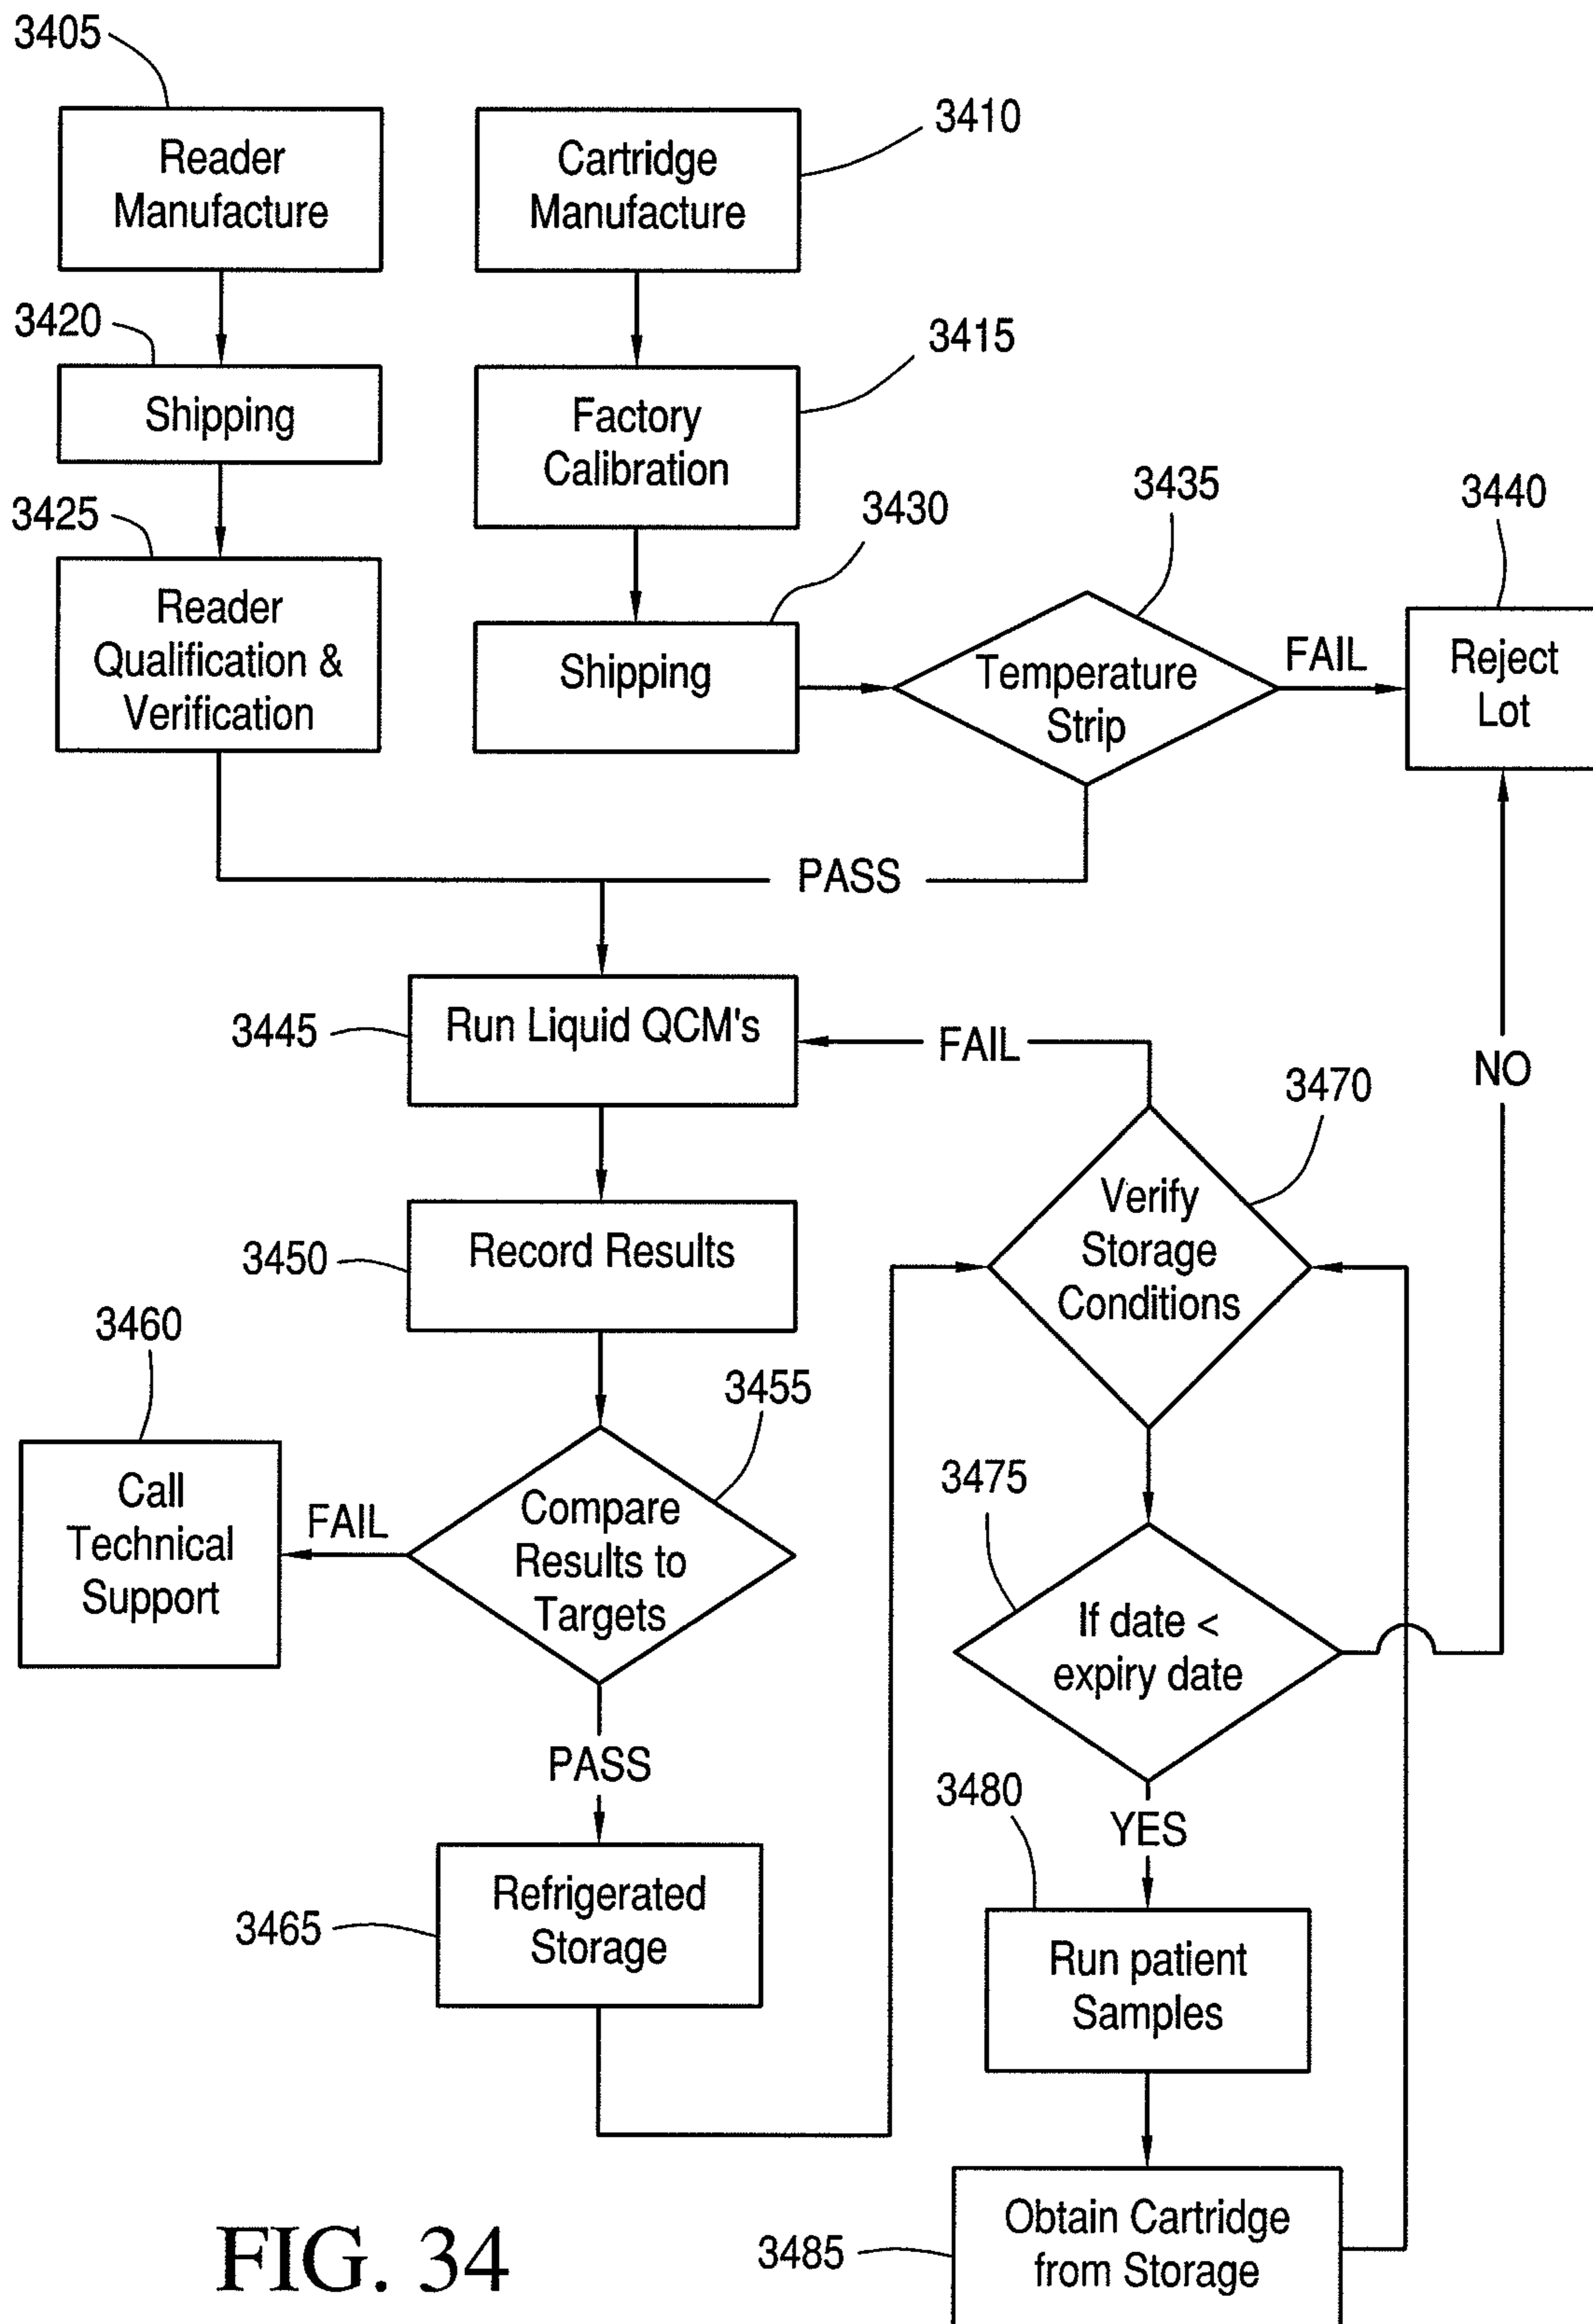 3405
Reader
Manufacture
Cartridge
Manufacture
3410
3420
Shipping
3415
Factory
Calibration
3425
Reader
Qualification &
Verification
3430
Shipping
3435
Temperature
Strip
FAIL
3440
Reject
Lot
PASS
3445
Run Liquid QCM's
FAIL
NO
3470
Verify
Storage
Conditions
3450
Record Results
3460
Call
Technical
Support
FAIL
3455
Compare
Results to
Targets
3475
If date <
expiry date
PASS
3480
YES
3465
Refrigerated
Storage
Run patient
Samples
3485
Obtain Cartridge
from Storage
FIG. 34